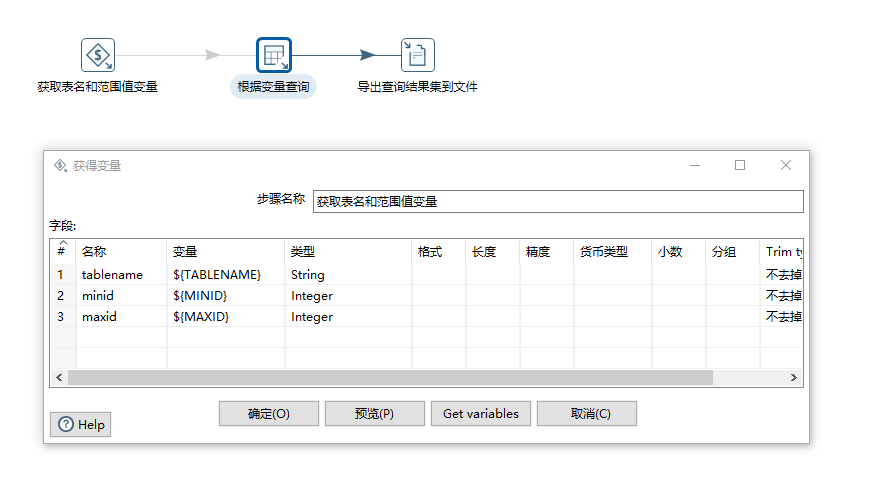 获取表名和范围值变量
根据变量查询
导出查询结果集到文件
获得变量
步骤名称 获取表名和范围值变量
字段:
# 名称 变量 类型 格式 长度 精度 货币类型 小数 分组 Trim ty
1 tablename ${TABLENAME} String 不去掉
2 minid ${MINID} Integer 不去掉
3 maxid ${MAXID} Integer 不去掉
确定(O) 预览(P) Get variables 取消(C)
Help